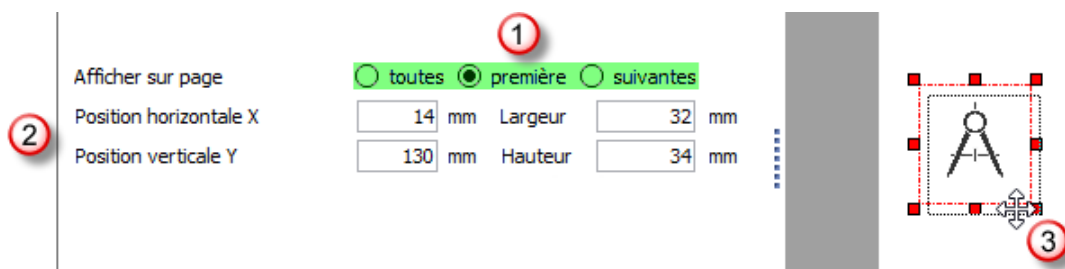 1
Afficher sur page toutes première suivantes
2
Position horizontale X 14 mm Largeur 32 mm
Position verticale Y 130 mm Hauteur 34 mm
3